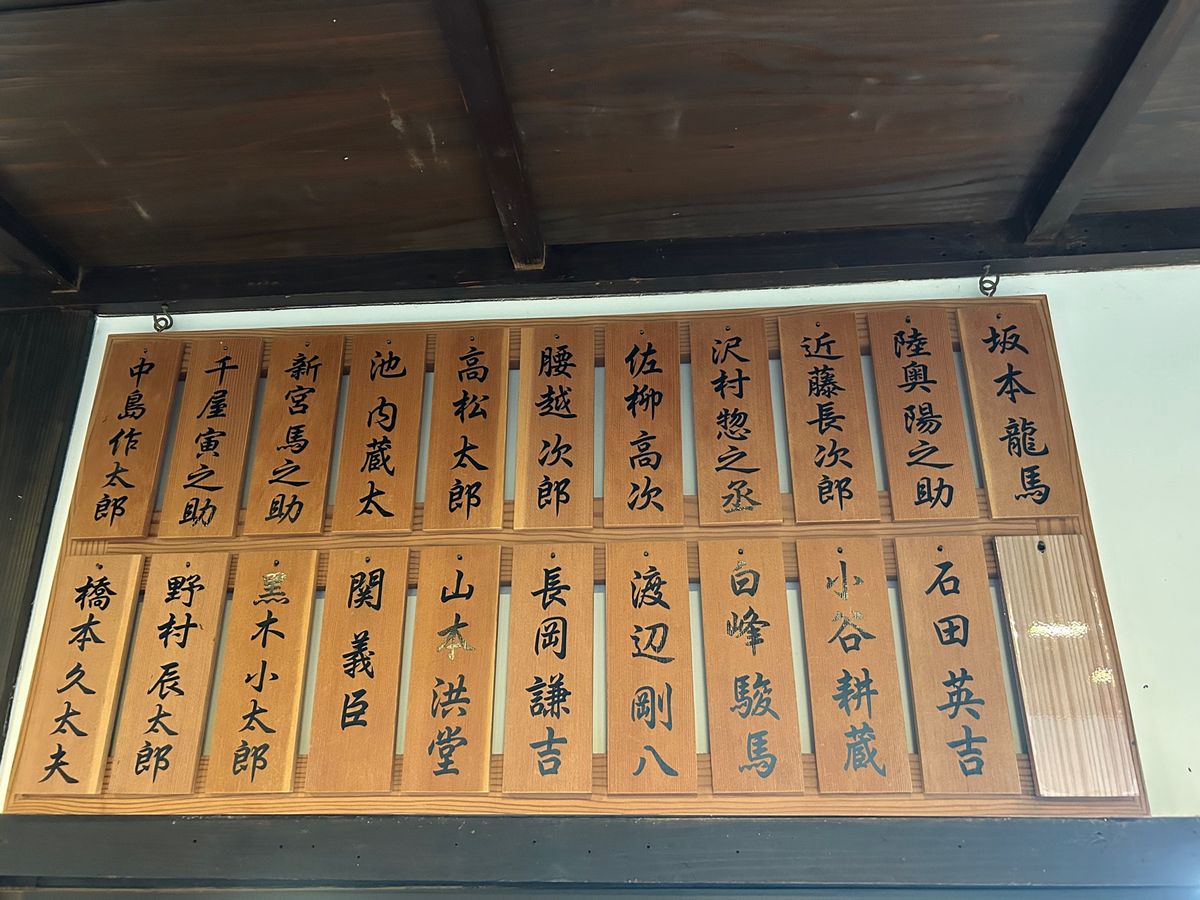 坂本龍馬
陸奥陽之助
近藤長次郎
沢村惣之丞
佐柳高次
腰越次郎
高松太郎
池内蔵太
新宮馬之助
千屋寅之助
中島作太郎
石田英吉
小谷耕蔵
白峰駿馬
渡辺剛八
長岡謙吉
山本洪堂
関義臣
黒木小太郎
野村辰太郎
橋本久太夫